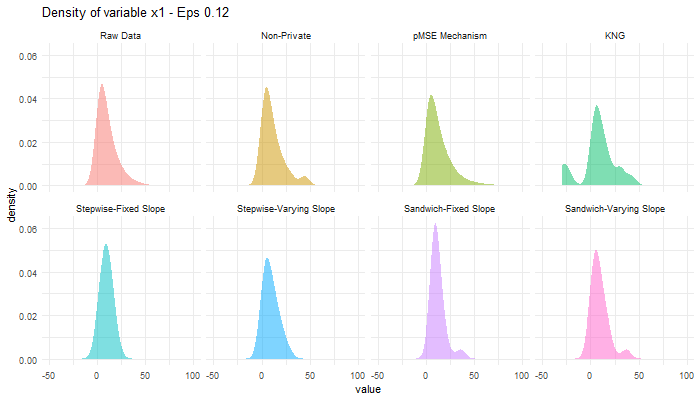 Density of variable x1 - Eps 0.12
Raw Data Non-Private pMSE Mechanism KNG
0.06
0.04
0.02
0.00
density
Stepwise-Fixed Slope Stepwise-Varying Slope Sandwich-Fixed Slope Sandwich-Varying Slope
0.06
0.04
0.02
0.00
-50 0 50 100 -50 0 50 100 -50 0 50 100 -50 0 50 100
value